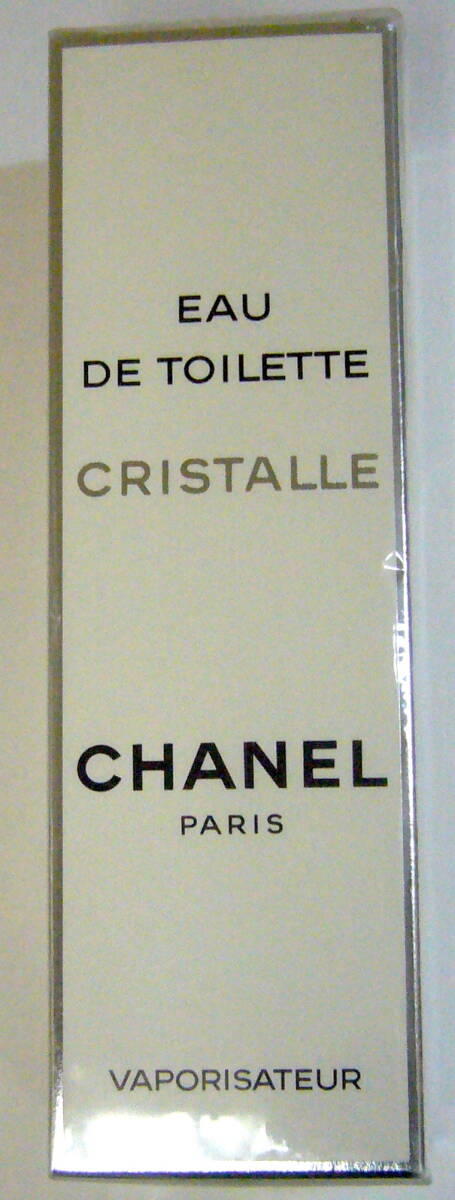 EAU
DE TOILETTE
CRISTALLE
CHANEL
PARIS
VAPORISATEUR